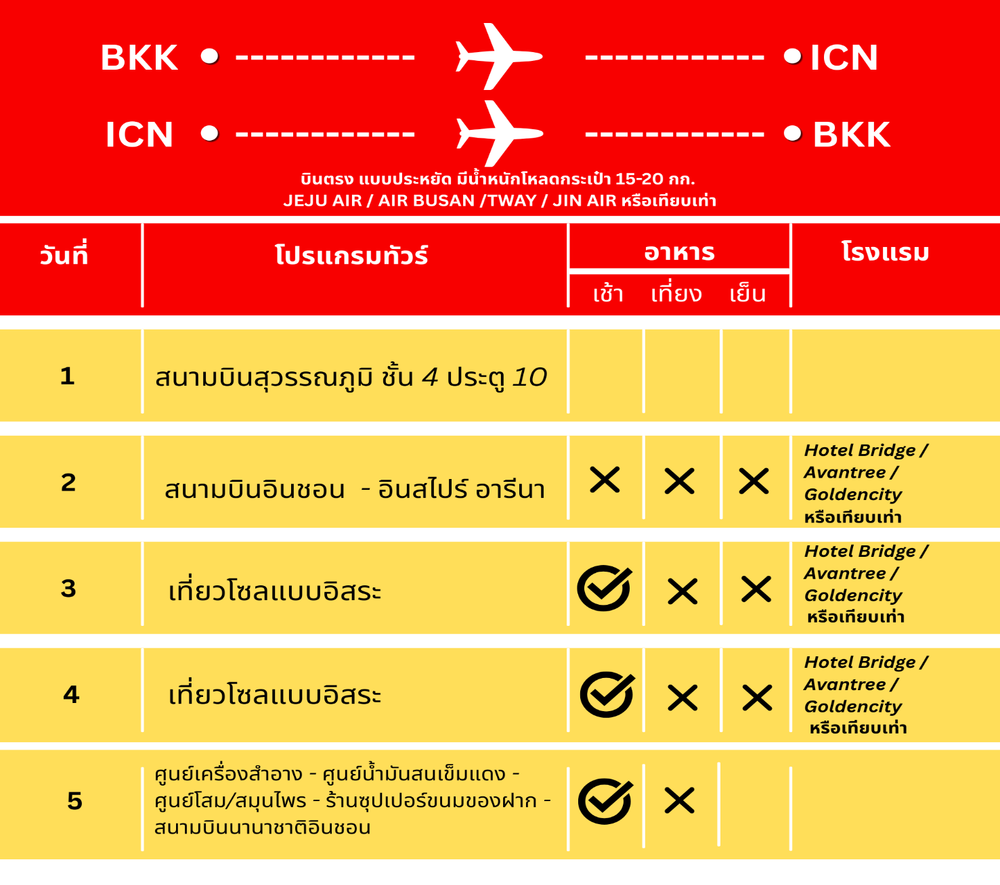 BKK ICN
ICN BKK
บินตรง แบบประหยัด มีน้ำหนักโหลดกระเป๋า 15-20 กก.
JEJU AIR / AIR BUSAN /TWAY / JIN AIR หรือเทียบเท่า
วันที่ โปรแกรมทัวร์ อาหาร โรงแรม
เช้า เที่ยง เย็น
1 สนามบินสุวรรณภูมิ ชั้น 4 ประตู 10
2 สนามบินอินชอน - อินสไปร์ อารีนา
Hotel Bridge /
Avantree /
Goldencity
หรือเทียบเท่า
3 เที่ยวโซลแบบอิสระ
Hotel Bridge /
Avantree /
Goldencity
หรือเทียบเท่า
4 เที่ยวโซลแบบอิสระ
Hotel Bridge /
Avantree /
Goldencity
หรือเทียบเท่า
5
ศูนย์เครื่องสำอาง - ศูนย์น้ำมันสนเข็มแดง -
ศูนย์โสม/สมุนไพร - ร้านซุปเปอร์ขนมของฝาก -
สนามบินนานาชาติอินชอน